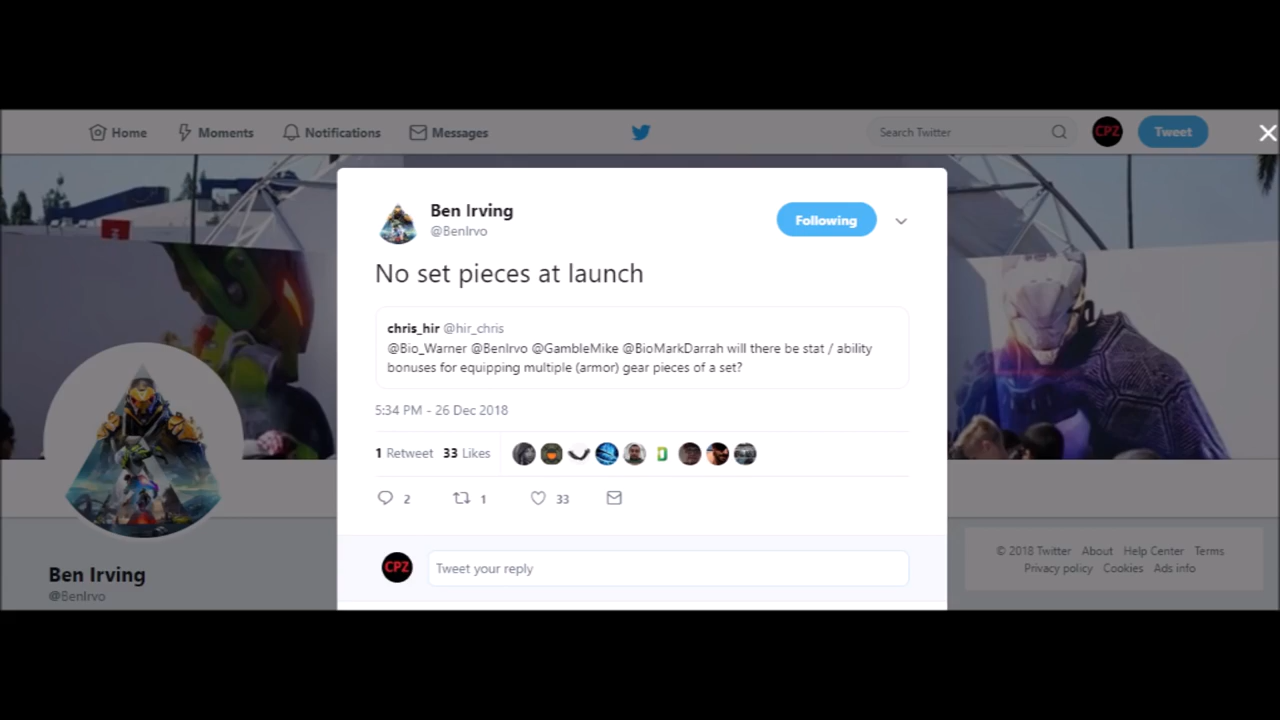 Home Moments Notifications Messages Search Twitter CPZ Tweet
Ben Irving
@BenIrvo
Following
No set pieces at launch
chris_hir @hir_chris
@Bio_Warner @BenIrvo @GambleMike @BioMarkDarrah will there be stat / ability
bonuses for equipping multiple (armor) gear pieces of a set?
5:34 PM - 26 Dec 2018
1 Retweet 33 Likes
2 1 33
CPZ Tweet your reply
Ben Irving
@BenIrvo
© 2018 Twitter About Help Center Terms
Privacy policy Cookies Ads info